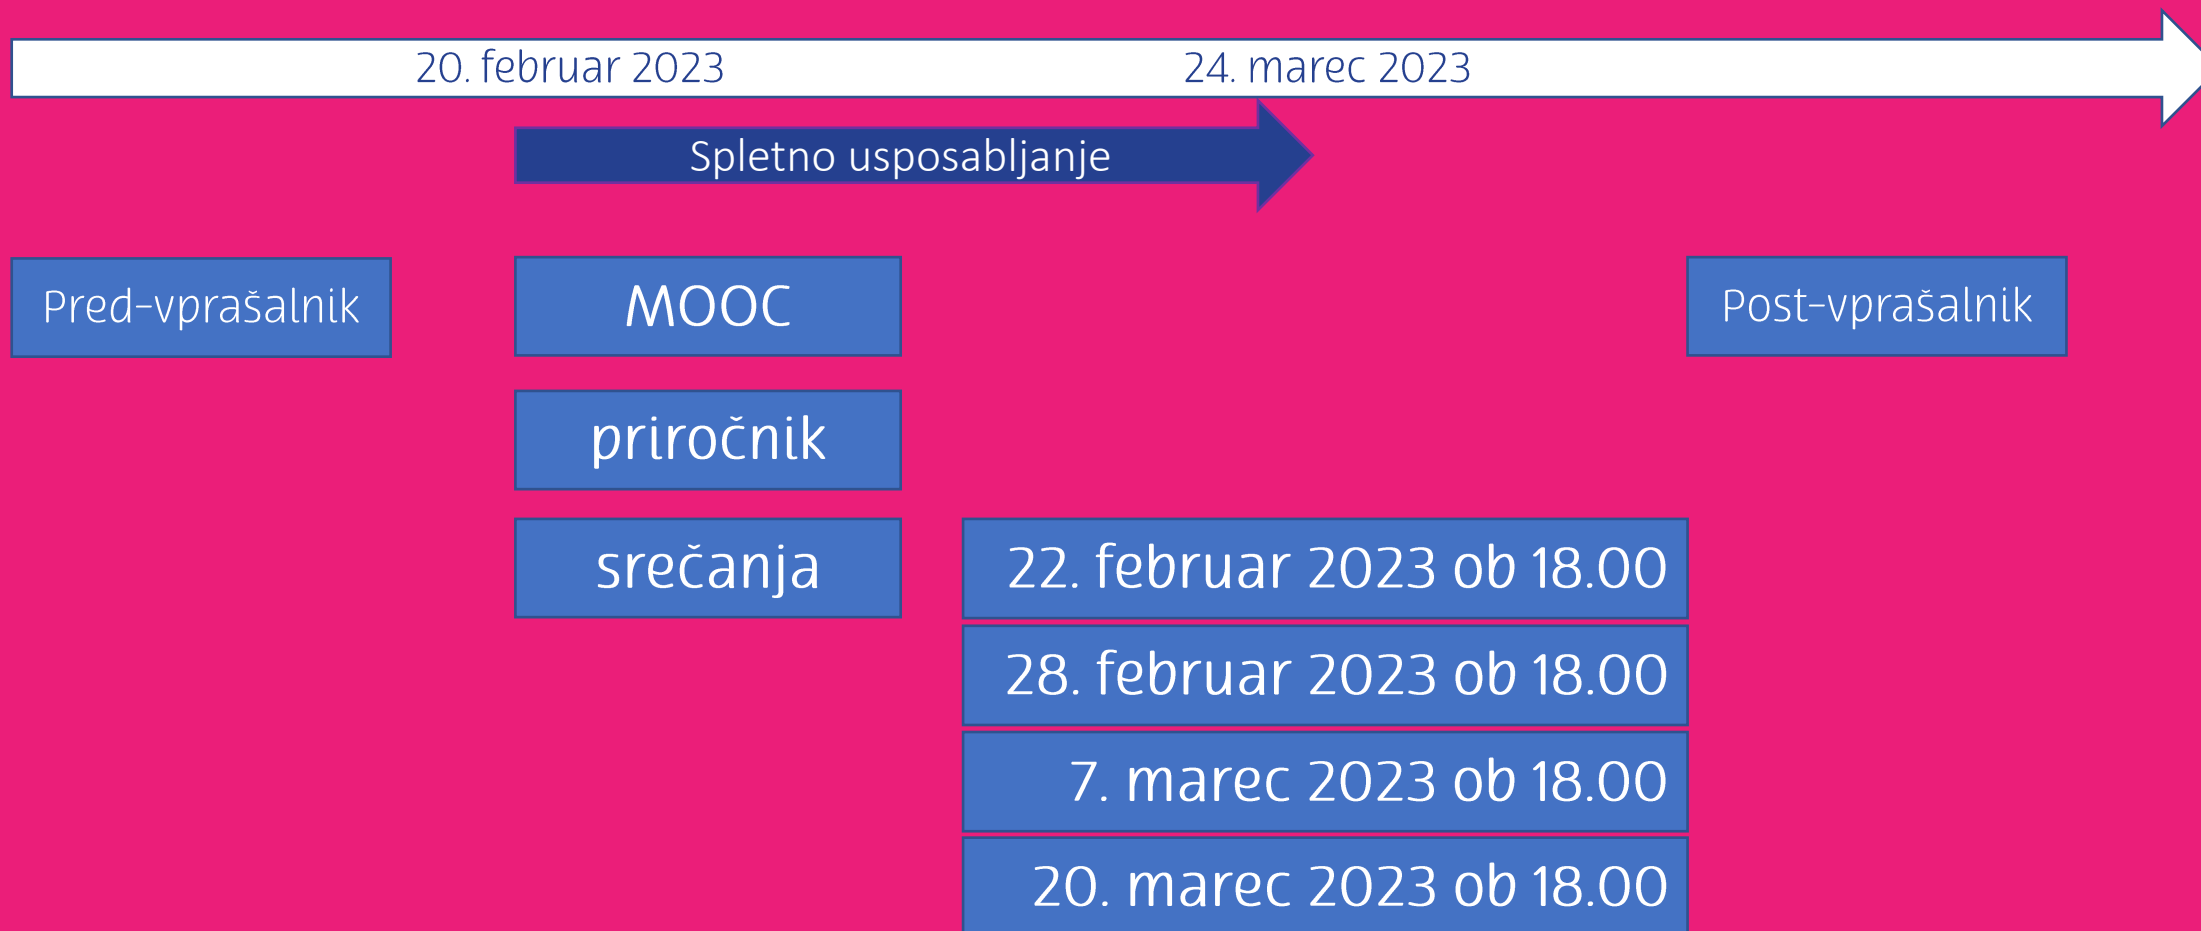 20. februar 2023
24. marec 2023
Spletno usposabljanje
Pred-vprašalnik
MOOC
Post-vprašalnik
priročnik
srečanja
22. februar 2023 ob 18.00
28. februar 2023 ob 18.00
7. marec 2023 ob 18.00
20. marec 2023 ob 18.00